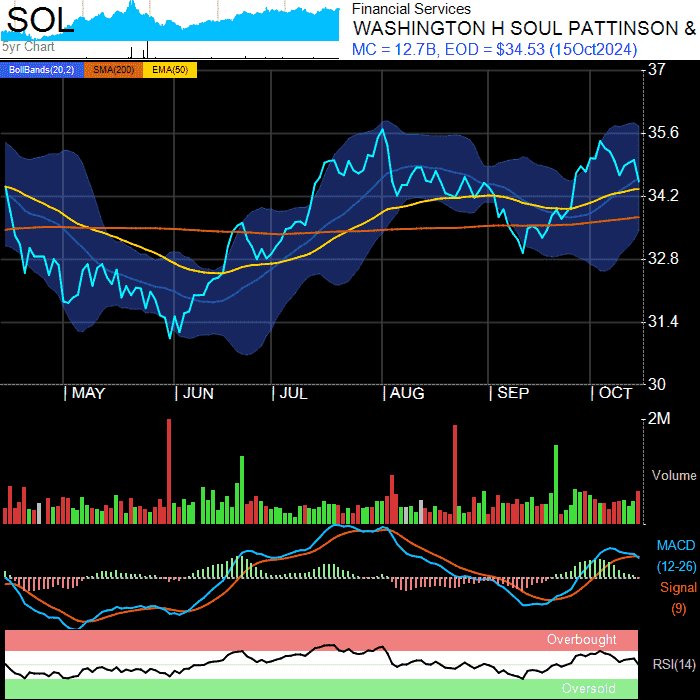 SOL
5yr Chart
Financial Services
WASHINGTON H SOUL PATTINSON &
MC = 12.7B, EOD = $34.53 (15Oct2024)
BollBands(20,2) SMA(200) EMA(50)
37
35.6
34.2
32.8
31.4
30
| MAY | JUN | JUL | AUG | SEP | OCT
2M
Volume
MACD
(12-26)
Signal
(9)
Overbought
RSI(14)
Oversold